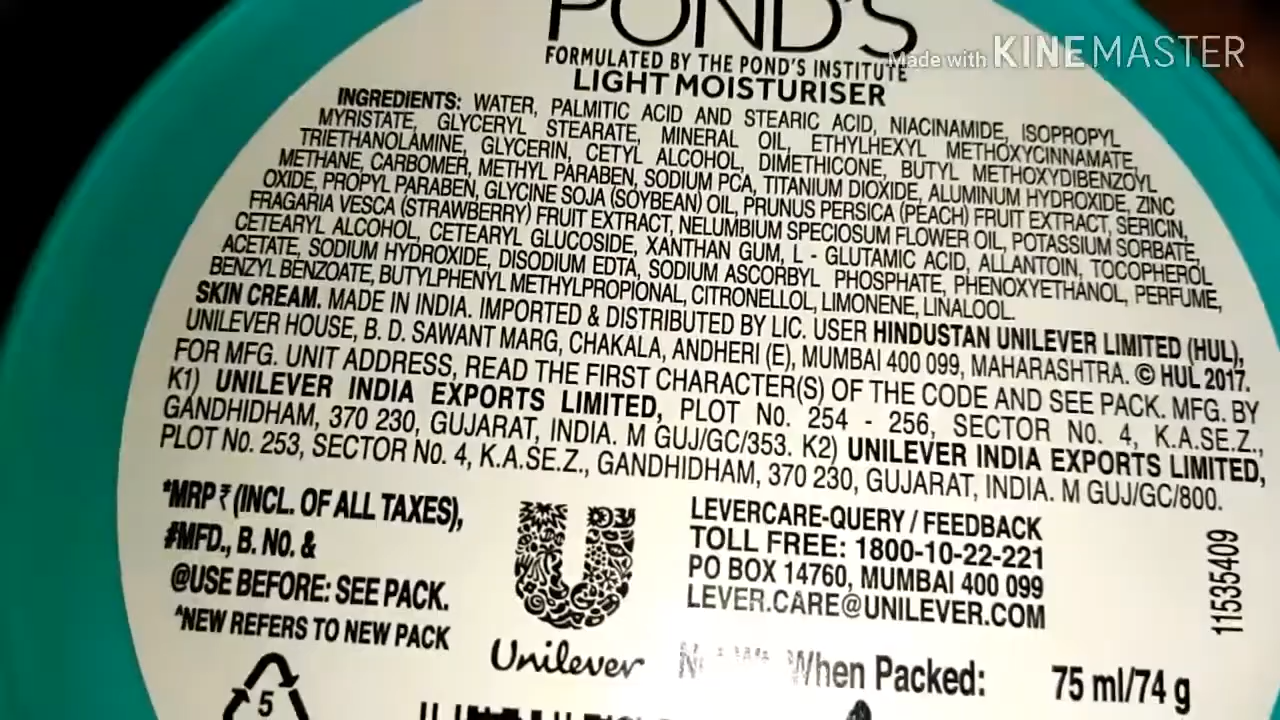 POND'S
Made with KINEMASTER
FORMULATED BY THE POND'S INSTITUTE
LIGHT MOISTURISER
INGREDIENTS: WATER, PALMITIC ACID AND STEARIC ACID, NIACINAMIDE, ISOPROPYL
MYRISTATE, GLYCERYL STEARATE, MINERAL OIL, ETHYLHEXYL METHOXYCINNAMATE,
TRIETHANOLAMINE, GLYCERIN, CETYL ALCOHOL, DIMETHICONE, BUTYL METHOXYDIBENZOYL
METHANE, CARBOMER, METHYL PARABEN, SODIUM PCA, TITANIUM DIOXIDE, ALUMINUM HYDROXIDE, ZINC
OXIDE, PROPYL PARABEN, GLYCINE SOJA (SOYBEAN) OIL, PRUNUS PERSICA (PEACH) FRUIT EXTRACT, SERICIN,
FRAGARIA VESCA (STRAWBERRY) FRUIT EXTRACT, NELUMBIUM SPECIOSUM FLOWER OIL, POTASSIUM SORBATE,
CETEARYL ALCOHOL, CETEARYL GLUCOSIDE, XANTHAN GUM, L - GLUTAMIC ACID, ALLANTOIN, TOCOPHEROL
ACETATE, SODIUM HYDROXIDE, DISODIUM EDTA, SODIUM ASCORBYL PHOSPHATE, PHENOXYETHANOL, PERFUME,
BENZYL BENZOATE, BUTYLPHENYL METHYLPROPIONAL, CITRONELLOL, LIMONENE, LINALOOL.
SKIN CREAM. MADE IN INDIA. IMPORTED & DISTRIBUTED BY LIC. USER HINDUSTAN UNILEVER LIMITED (HUL),
UNILEVER HOUSE, B. D. SAWANT MARG, CHAKALA, ANDHERI (E), MUMBAI 400 099, MAHARASHTRA. © HUL 2017.
FOR MFG. UNIT ADDRESS, READ THE FIRST CHARACTER(S) OF THE CODE AND SEE PACK. MFG. BY
K1) UNILEVER INDIA EXPORTS LIMITED, PLOT No. 254 - 256, SECTOR No. 4, K.A.SE.Z.,
GANDHIDHAM, 370 230, GUJARAT, INDIA. M GUJ/GC/353. K2) UNILEVER INDIA EXPORTS LIMITED,
PLOT No. 253, SECTOR No. 4, K.A.SE.Z., GANDHIDHAM, 370 230, GUJARAT, INDIA. M GUJ/GC/800.
*MRP ₹ (INCL. OF ALL TAXES),
#MFD., B. NO. &
@USE BEFORE: SEE PACK.
^NEW REFERS TO NEW PACK
Unilever
LEVERCARE-QUERY / FEEDBACK
TOLL FREE: 1800-10-22-221
PO BOX 14760, MUMBAI 400 099
LEVER.CARE@UNILEVER.COM
11535409
When Packed: 75 ml/74 g
5